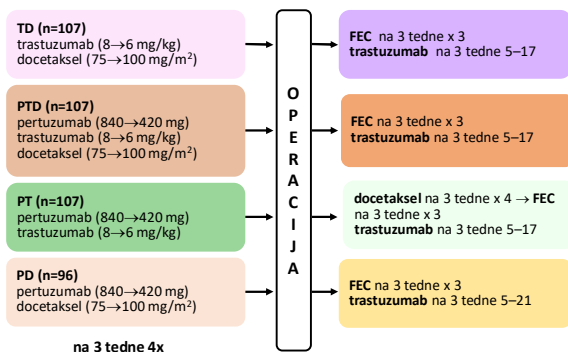 TD (n=107)
trastuzumab (8→6 mg/kg)
docetaksel (75→100 mg/m²)
PTD (n=107)
pertuzumab (840→420 mg)
trastuzumab (8→6 mg/kg)
docetaksel (75→100 mg/m²)
PT (n=107)
pertuzumab (840→420 mg)
trastuzumab (8→6 mg/kg)
PD (n=96)
pertuzumab (840→420 mg)
docetaksel (75→100 mg/m²)
na 3 tedne 4x
O
P
E
R
A
C
I
J
A
FEC na 3 tedne x 3
trastuzumab na 3 tedne 5–17
FEC na 3 tedne x 3
trastuzumab na 3 tedne 5–17
docetaksel na 3 tedne x 4 → FEC
na 3 tedne x 3
trastuzumab na 3 tedne 5–17
FEC na 3 tedne x 3
trastuzumab na 3 tedne 5–21